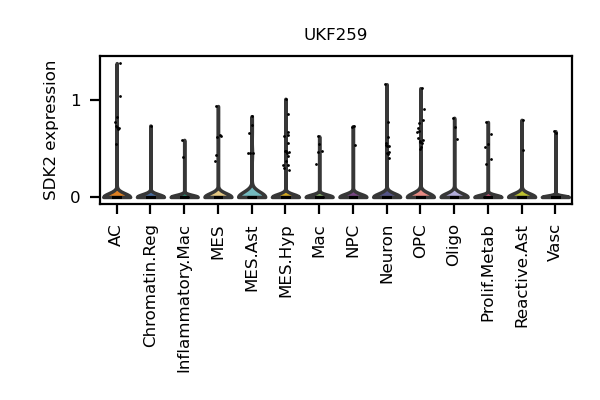 UKF259
SDK2 expression
1
0
AC
Chromatin.Reg
Inflammatory.Mac
MES
MES.Ast
MES.Hyp
Mac
NPC
Neuron
OPC
Oligo
Prolif.Metab
Reactive.Ast
Vasc